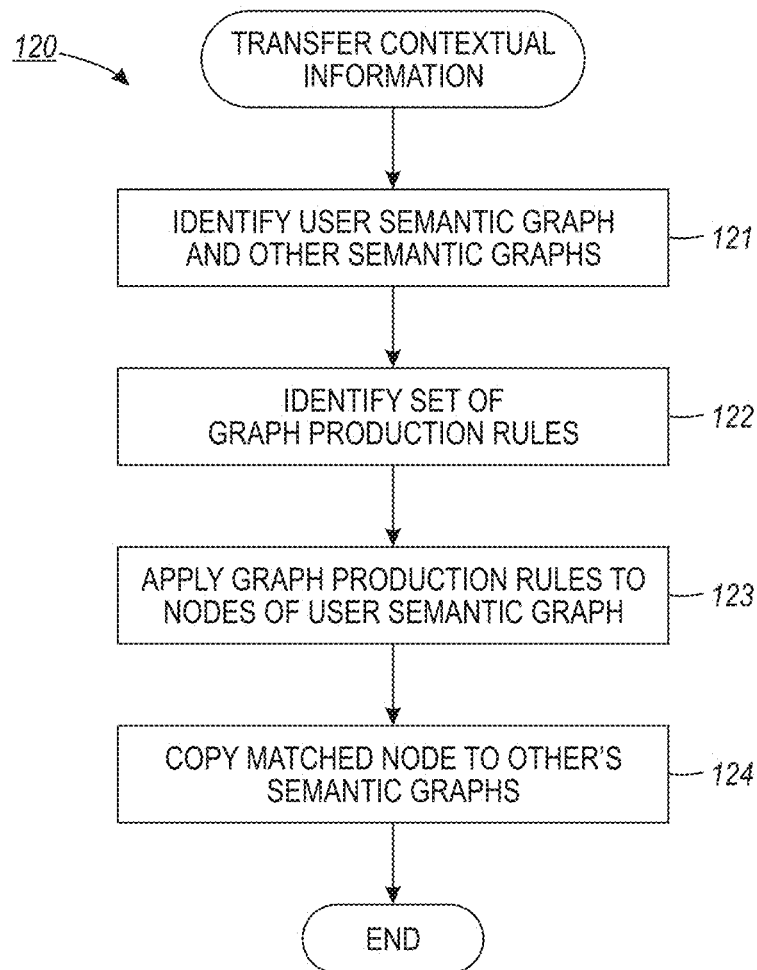 120
TRANSFER CONTEXTUAL
INFORMATION
IDENTIFY USER SEMANTIC GRAPH
AND OTHER SEMANTIC GRAPHS
121
IDENTIFY SET OF
GRAPH PRODUCTION RULES
122
APPLY GRAPH PRODUCTION RULES TO
NODES OF USER SEMANTIC GRAPH
123
COPY MATCHED NODE TO OTHER'S
SEMANTIC GRAPHS
124
END